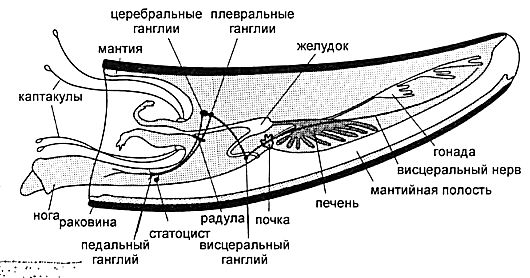 церебральные плевральные
ганглии ганглии
мантия
желудок
каптакулы
гонада
висцеральный нерв
мантийная полость
печень
нога
раковина
радула
почка
педальный
ганглий
статоцист
висцеральный
ганглий